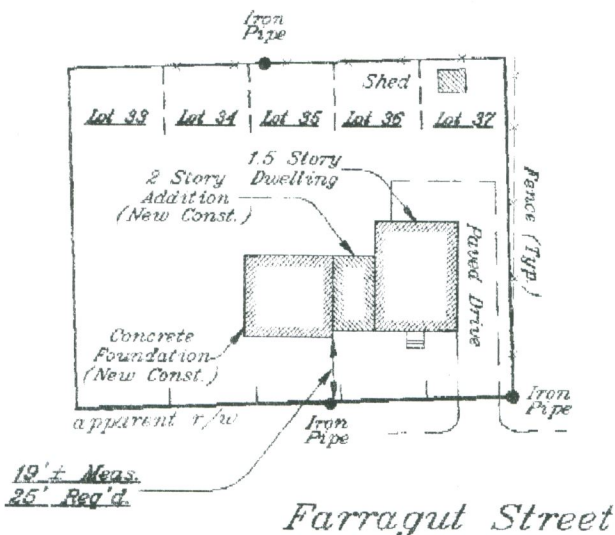 Iron
Pipe
Shed
Lot 33
Lot 34
Lot 35
Lot 36
Lot 37
1.5 Story
Dwelling
2 Story
Addition
(New Const.)
Fence (Typ.)
Paved Drive
Concrete
Foundation
(New Const.)
apparent r/w
Iron
Pipe
Iron
Pipe
19'± Meas.
25' Req'd.
Farragut Street